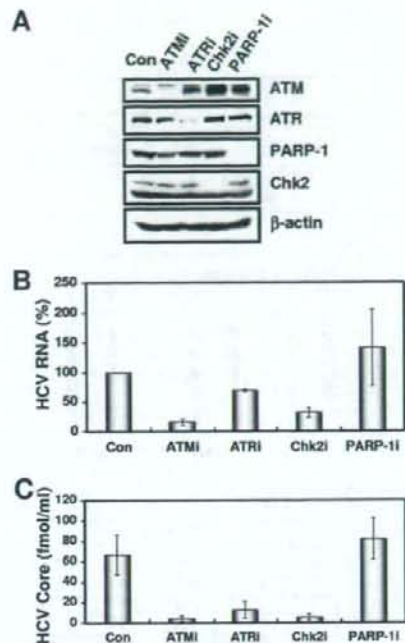 A
Con ATMi ATRi Chk2i PARP-1i
ATM
ATR
PARP-1
Chk2
β-actin
B
HCV RNA (%)
250
200
150
100
50
0
Con ATMi ATRi Chk2i PARP-1i
C
HCV Core (fmol/ml)
120
100
80
60
40
20
0
Con ATMi ATRi Chk2i PARP-1i